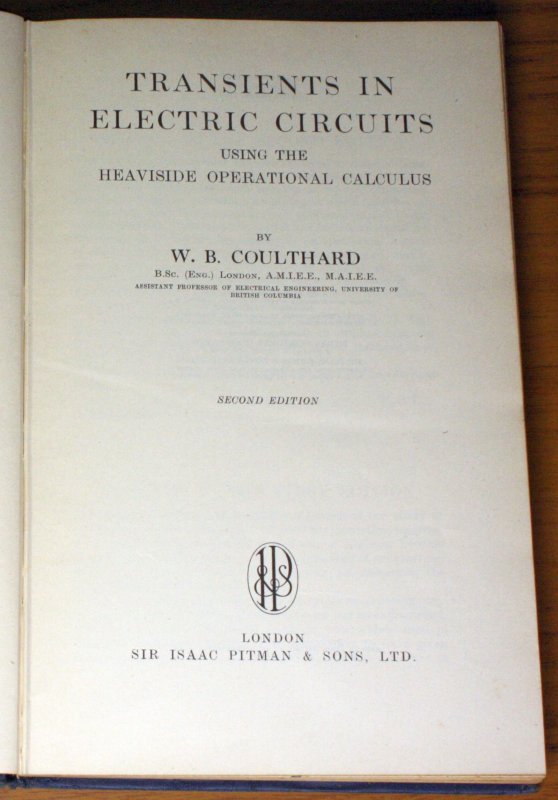 TRANSIENTS IN
ELECTRIC CIRCUITS
USING THE
HEAVISIDE OPERATIONAL CALCULUS
BY
W. B. COULTHARD
B.Sc. (Eng.) London, A.M.I.E.E., M.A.I.E.E.
ASSISTANT PROFESSOR OF ELECTRICAL ENGINEERING, UNIVERSITY OF
BRITISH COLUMBIA
SECOND EDITION
LONDON
SIR ISAAC PITMAN & SONS, LTD.